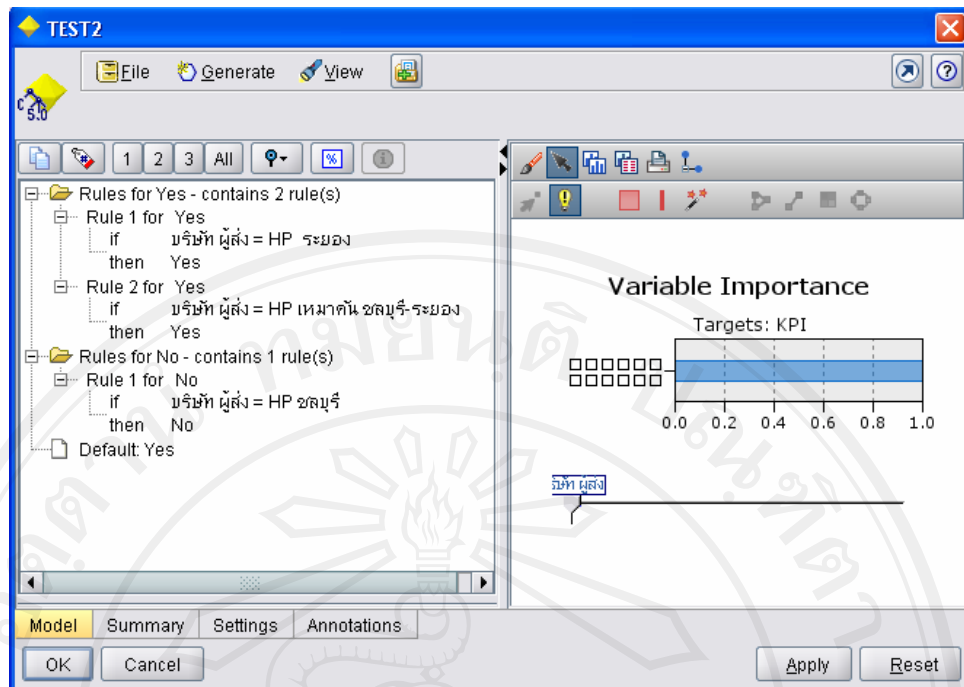 TEST2
File Generate View
C 5.0
1 2 3 All %
Rules for Yes - contains 2 rule(s)
Rule 1 for Yes
if บริษัท ผู้ส่ง = HP ระยอง
then Yes
Rule 2 for Yes
if บริษัท ผู้ส่ง = HP เหมาคัน ชลบุรี-ระยอง
then Yes
Rules for No - contains 1 rule(s)
Rule 1 for No
if บริษัท ผู้ส่ง = HP ชลบุรี
then No
Default: Yes
Variable Importance
Targets: KPI
0.0 0.2 0.4 0.6 0.8 1.0
ริษัท ผู้ส่ง
Model Summary Settings Annotations
OK Cancel Apply Reset